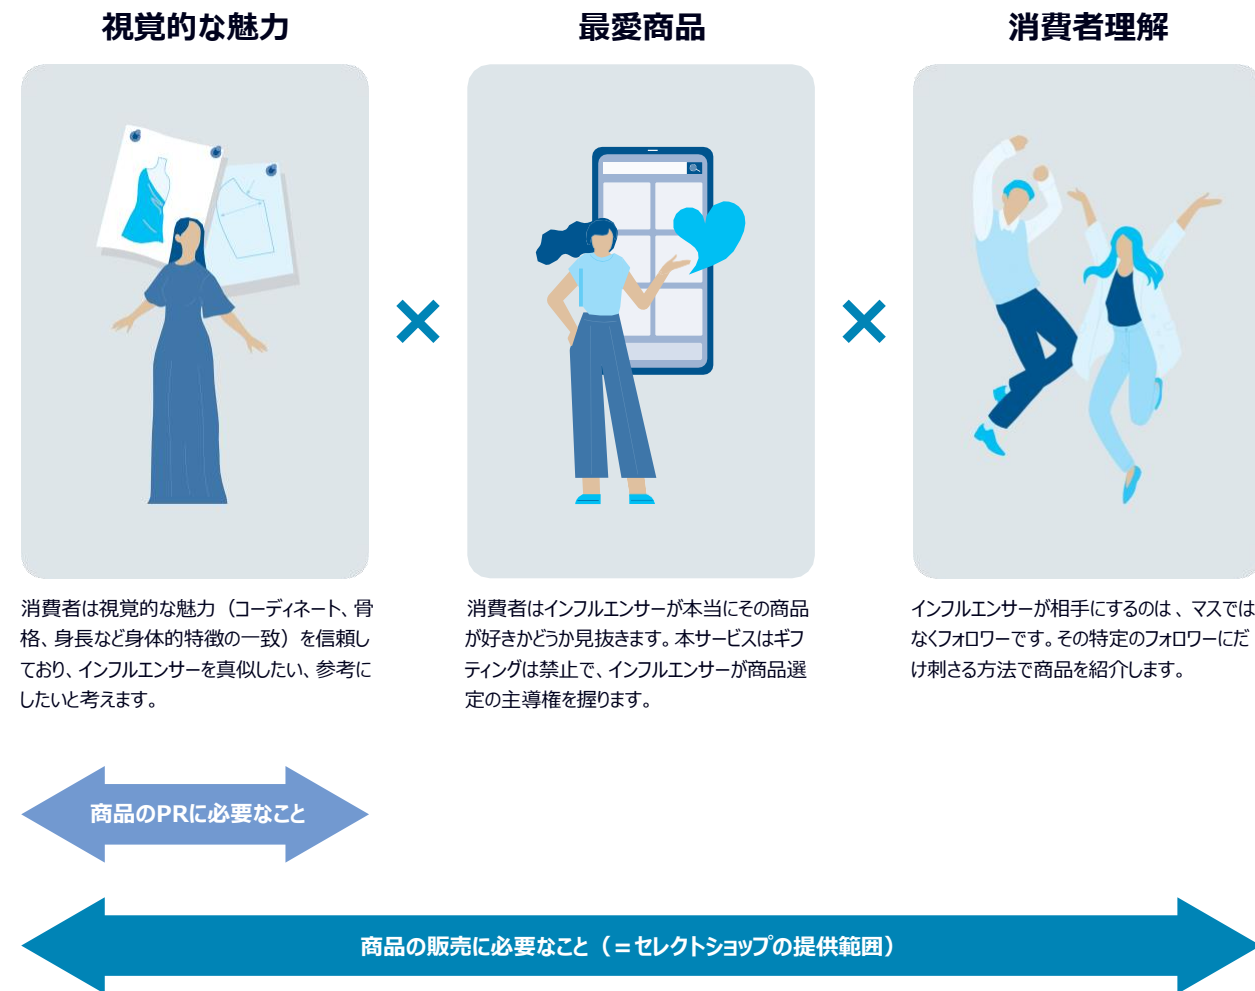 視覚的な魅力
最愛商品
消費者理解
消費者は視覚的な魅力（コーディネート、骨
格、身長など身体的特徴の一致）を信頼し
ており、インフルエンサーを真似したい、参考に
したいと考えます。
消費者はインフルエンサーが本当にその商品
が好きかどうか見抜きます。本サービスはギフ
ティングは禁止で、インフルエンサーが商品選
定の主導権を握ります。
インフルエンサーが相手にするのは、マスでは
なくフォロワーです。その特定のフォロワーにだ
け刺さる方法で商品を紹介します。
商品のPRに必要なこと
商品の販売に必要なこと（＝セレクトショップの提供範囲）